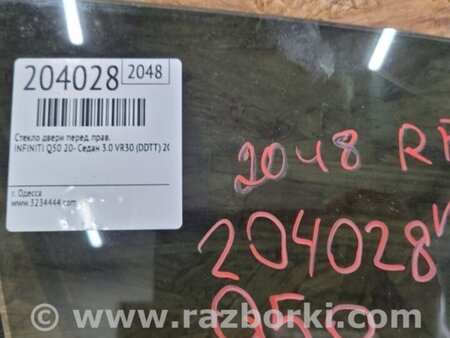 204028 2048
Стекло двери перед. прав.
INFINITI Q50 20- Седан 3.0 VR30 (DDTT) 20
г. Одесса
www.3234444.com
2048 RF
204028
Q50
© www.razborki.com